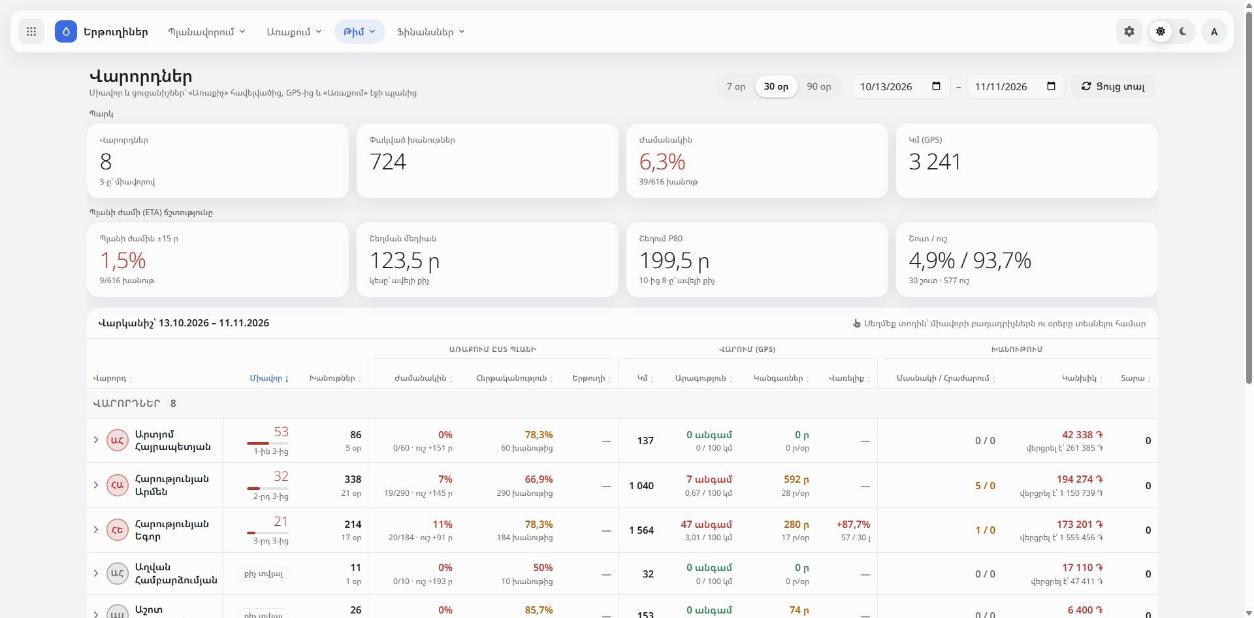 Երթուղիներ
Պլանավորում
Առաքում
Թիմ
Ֆինանսներ
A
Վարորդներ
Միավոր և ցուցանիշներ՝ «Առաքիչ» հավելվածից, GPS-ից և «Առաքում» էջի պլանից
7 օր
30 օր
90 օր
10/13/2026
–
11/11/2026
Ցույց տալ
Պարկ
Վարորդներ
8
3-ը՝ միավորով
Փակված խանութներ
724
Ժամանակին
6,3%
39/616 խանութ
Կմ (GPS)
3 241
Պլանի ժամի (ETA) ճշտությունը
Պլանի ժամին ±15 ր
1,5%
9/616 խանութ
Շեղման մեդիան
123,5 ր
կեսը՝ ավելի քիչ
Շեղում P80
199,5 ր
10-ից 8-ը՝ ավելի քիչ
Շուտ / ուշ
4,9% / 93,7%
30 շուտ · 577 ուշ
Վարկանիշ՝ 13.10.2026 – 11.11.2026
Սեղմեք տողին՝ միավորի բաղադրիչներն ու օրերը տեսնելու համար
ԱՌԱՔՈՒՄ ԸՍՏ ՊԼԱՆԻ
ՎԱՐՈՒՄ (GPS)
ԽԱՆՈՒԹՈՒՄ
Վարորդ
Միավոր ↓
Խանութներ
Ժամանակին
Հերթականություն
Երթուղի
Կմ
Արագություն
Կանգառներ
Վառելիք
Մասնակի / Հրաժարում
Կանխիկ
Տարա
ՎԱՐՈՐԴՆԵՐ 8
ԱՀ
Արտյոմ Հայրապետյան
53
1-ին 3-ից
86
5 օր
0%
0/60 · ուշ +151 ր
78,3%
60 խանութից
—
137
0 անգամ
0 / 100 կմ
0 ր
0 ր/օր
—
0 / 0
42 338 ֏
վերցրել է՝ 261 385 ֏
0
ՀԱ
Հարությունյան Արմեն
32
2-րդ 3-ից
338
21 օր
7%
19/290 · ուշ +145 ր
66,9%
290 խանութից
—
1 040
7 անգամ
0,67 / 100 կմ
592 ր
28 ր/օր
—
5 / 0
194 274 ֏
վերցրել է՝ 1 150 739 ֏
0
ՀԵ
Հարությունյան Եգոր
21
3-րդ 3-ից
214
17 օր
11%
20/184 · ուշ +91 ր
78,3%
184 խանութից
—
1 564
47 անգամ
3,01 / 100 կմ
280 ր
17 ր/օր
+87,7%
57 / 30 լ
1 / 0
173 201 ֏
վերցրել է՝ 1 555 456 ֏
0
ԱՀ
Աղվան Համբարձումյան
քիչ տվյալ
11
1 օր
0%
0/10 · ուշ +193 ր
50%
10 խանութից
—
32
0 անգամ
0 / 100 կմ
0 ր
0 ր/օր
—
0 / 0
17 110 ֏
վերցրել է՝ 47 411 ֏
0
Աշոտ
քիչ տվյալ
26
0%
85,7%
—
153
0 անգամ
74 ր
—
0 / 0
6 400 ֏
0